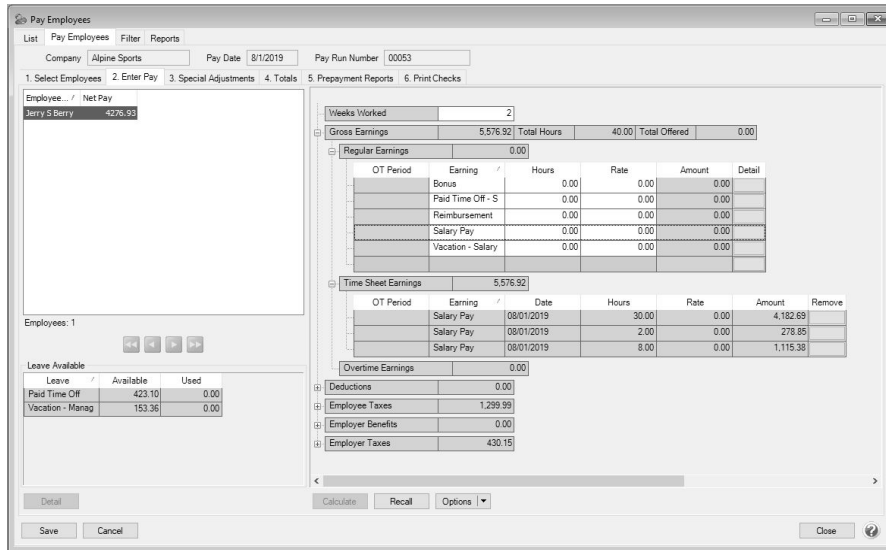 Pay Employees
List Pay Employees Filter Reports
Company Alpine Sports Pay Date 8/1/2019 Pay Run Number 00053
1. Select Employees 2. Enter Pay 3. Special Adjustments 4. Totals 5. Prepayment Reports 6. Print Checks
Employee... / Net Pay
Jerry S Berry 4276.93
Employees: 1
Leave Available
Leave / Available Used
Paid Time Off 423.10 0.00
Vacation - Manag 153.36 0.00
Detail
Weeks Worked 2
Gross Earnings 5,576.92 Total Hours 40.00 Total Offered 0.00
Regular Earnings 0.00
OT Period Earning / Hours Rate Amount Detail
Bonus 0.00 0.00 0.00
Paid Time Off - S 0.00 0.00 0.00
Reimbursement 0.00 0.00 0.00
Salary Pay 0.00 0.00 0.00
Vacation - Salary 0.00 0.00 0.00
Time Sheet Earnings 5,576.92
OT Period Earning / Date Hours Rate Amount Remove
Salary Pay 08/01/2019 30.00 0.00 4,182.69
Salary Pay 08/01/2019 2.00 0.00 278.85
Salary Pay 08/01/2019 8.00 0.00 1,115.38
Overtime Earnings 0.00
Deductions 0.00
Employee Taxes 1,299.99
Employer Benefits 0.00
Employer Taxes 430.15
Calculate Recall Options
Save Cancel Close ?